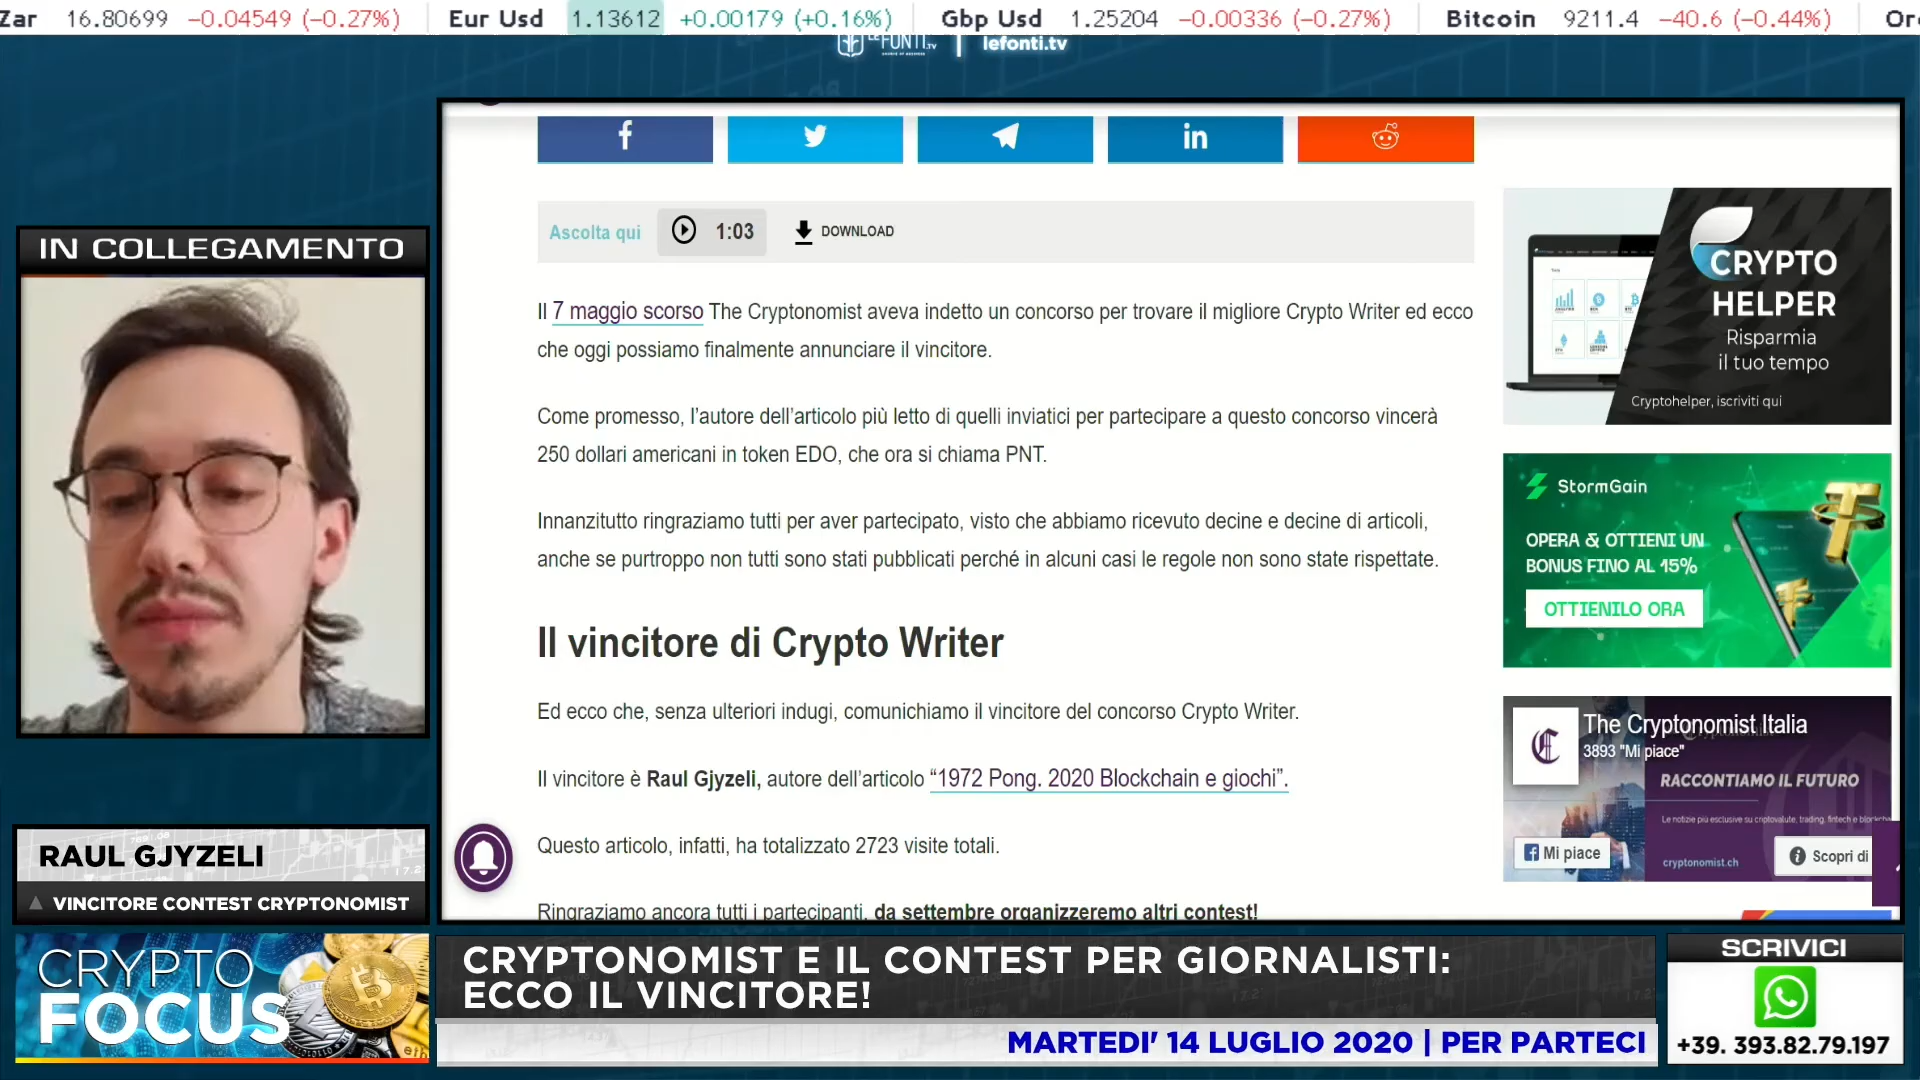 Zar 16.80699 −0.04549 (−0.27%) Eur Usd 1.13612 +0.00179 (+0.16%) Gbp Usd 1.25204 −0.00336 (−0.27%) Bitcoin 9211.4 −40.6 (−0.44%)
LE FONTI.TV lefonti.tv
IN COLLEGAMENTO
Ascolta qui 1:03 DOWNLOAD
Il 7 maggio scorso The Cryptonomist aveva indetto un concorso per trovare il migliore Crypto Writer ed ecco
che oggi possiamo finalmente annunciare il vincitore.
Come promesso, l’autore dell’articolo più letto di quelli inviatici per partecipare a questo concorso vincerà
250 dollari americani in token EDO, che ora si chiama PNT.
Innanzitutto ringraziamo tutti per aver partecipato, visto che abbiamo ricevuto decine e decine di articoli,
anche se purtroppo non tutti sono stati pubblicati perché in alcuni casi le regole non sono state rispettate.
Il vincitore di Crypto Writer
Ed ecco che, senza ulteriori indugi, comunichiamo il vincitore del concorso Crypto Writer.
Il vincitore è Raul Gjyzeli, autore dell’articolo “1972 Pong. 2020 Blockchain e giochi”.
Questo articolo, infatti, ha totalizzato 2723 visite totali.
Ringraziamo ancora tutti i partecipanti, da settembre organizzeremo altri contest!
CRYPTO
HELPER
Risparmia
il tuo tempo
Cryptohelper, iscriviti qui
StormGain
OPERA & OTTIENI UN
BONUS FINO AL 15%
OTTIENILO ORA
The Cryptonomist Italia
3893 "Mi piace"
RACCONTIAMO IL FUTURO
Le notizie più esclusive su criptovalute, trading, fintech e blockcha
Mi piace
cryptonomist.ch
Scopri di
RAUL GJYZELI
VINCITORE CONTEST CRYPTONOMIST
CRYPTO
FOCUS
CRYPTONOMIST E IL CONTEST PER GIORNALISTI:
ECCO IL VINCITORE!
MARTEDI' 14 LUGLIO 2020 | PER PARTECI
SCRIVICI
+39. 393.82.79.197